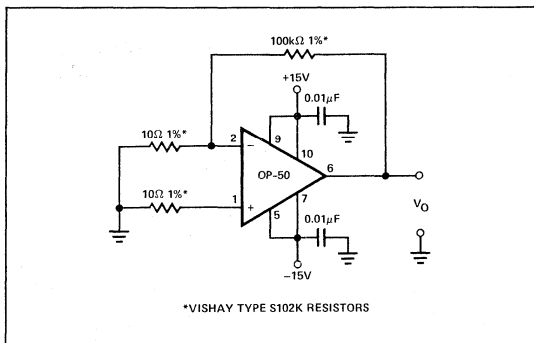 100kΩ 1%*
+15V
0.01μF
10Ω 1%*
2
−
9
10
OP-50
6
10Ω 1%*
1
+
5
7
0.01μF
VO
−15V
*VISHAY TYPE S102K RESISTORS